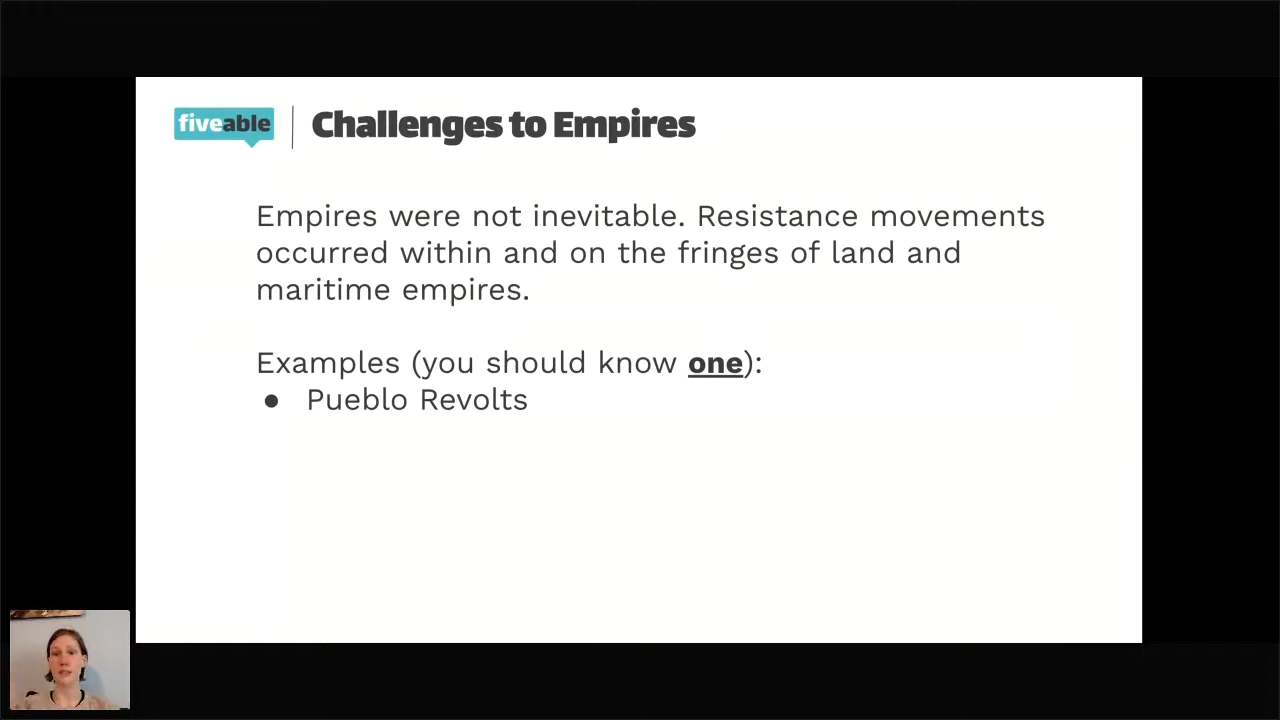 fiveable
Challenges to Empires
Empires were not inevitable. Resistance movements
occurred within and on the fringes of land and
maritime empires.
Examples (you should know one):
● Pueblo Revolts